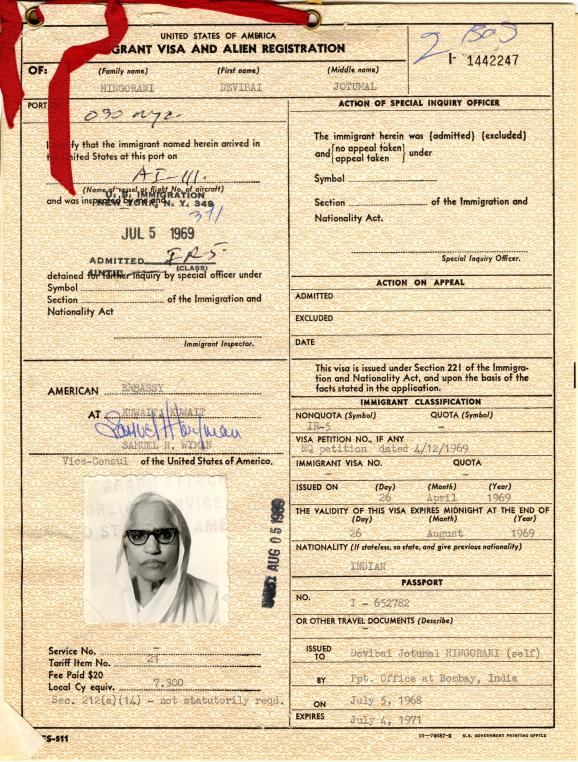 UNITED STATES OF AMERICA
GRANT VISA AND ALIEN REGISTRATION
2 Bos
I- 1442247
OF: (Family name) (First name) (Middle name)
HINGORANI DEVIBAI JOTUMAL
PORT
030 nyc
I certify that the immigrant named herein arrived in
the United States at this port on
AI-111.
(Name of vessel or flight No. of aircraft)
and was inspected by me and
U. S. IMMIGRATION
NEW YORK, N. Y. 349
371
JUL 5 1969
ADMITTED IR5
UNTIL (CLASS)
detained for further inquiry by special officer under
Symbol
Section of the Immigration and
Nationality Act
Immigrant Inspector.
ACTION OF SPECIAL INQUIRY OFFICER
The immigrant herein was (admitted) (excluded)
and {no appeal taken
appeal taken} under
Symbol
Section of the Immigration and
Nationality Act.
Special Inquiry Officer.
ACTION ON APPEAL
ADMITTED
EXCLUDED
DATE
AMERICAN EMBASSY
AT KUWAIT, KUWAIT
Samuel H. Wyman
SAMUEL H. WYMAN
Vice-Consul of the United States of America.
AUG 05 1969
Service No. -
Tariff Item No. 21
Fee Paid $20
Local Cy equiv. 7.300
Sec. 212(a)(14) - not statutorily reqd.
This visa is issued under Section 221 of the Immigra-
tion and Nationality Act, and upon the basis of the
facts stated in the application.
IMMIGRANT CLASSIFICATION
NONQUOTA (Symbol) QUOTA (Symbol)
IR-5 -
VISA PETITION NO., IF ANY
NQ petition dated 4/12/1969
IMMIGRANT VISA NO. QUOTA
- -
ISSUED ON (Day) (Month) (Year)
26 April 1969
THE VALIDITY OF THIS VISA EXPIRES MIDNIGHT AT THE END OF
(Day) (Month) (Year)
26 August 1969
NATIONALITY (If stateless, so state, and give previous nationality)
INDIAN
PASSPORT
NO. I - 652782
OR OTHER TRAVEL DOCUMENTS (Describe)
-
ISSUED
TO Devibai Jotumal HINGORANI (self)
BY Ppt. Office at Bombay, India
ON July 5, 1968
EXPIRES July 4, 1971
FS-511
16—76587-2 U.S. GOVERNMENT PRINTING OFFICE